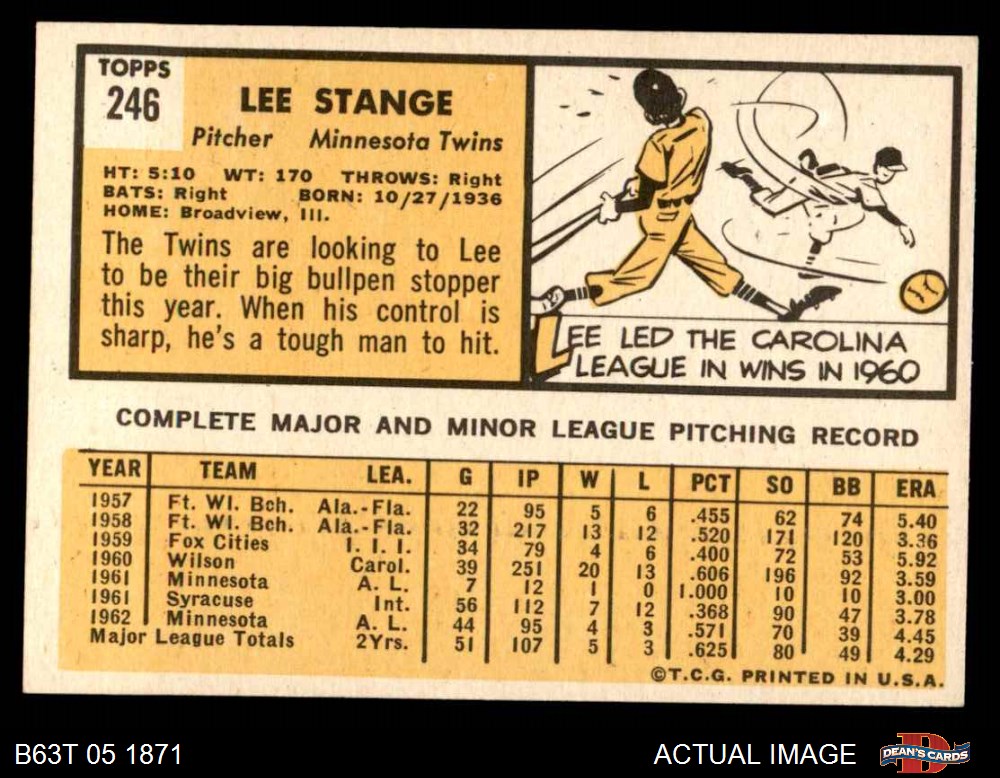 TOPPS
246
LEE STANGE
Pitcher Minnesota Twins
HT: 5:10 WT: 170 THROWS: Right
BATS: Right BORN: 10/27/1936
HOME: Broadview, Ill.
The Twins are looking to Lee
to be their big bullpen stopper
this year. When his control is
sharp, he's a tough man to hit.
LEE LED THE CAROLINA
LEAGUE IN WINS IN 1960
COMPLETE MAJOR AND MINOR LEAGUE PITCHING RECORD
YEAR TEAM LEA. G IP W L PCT SO BB ERA
1957 Ft. Wl. Bch. Ala.-Fla. 22 95 5 6 .455 62 74 5.40
1958 Ft. Wl. Bch. Ala.-Fla. 32 217 13 12 .520 171 120 3.36
1959 Fox Cities I. I. I. 34 79 4 6 .400 72 53 5.92
1960 Wilson Carol. 39 251 20 13 .606 196 92 3.59
1961 Minnesota A. L. 7 12 1 0 1.000 10 10 3.00
1961 Syracuse Int. 56 112 7 12 .368 90 47 3.78
1962 Minnesota A. L. 44 95 4 3 .571 70 39 4.45
Major League Totals 2Yrs. 51 107 5 3 .625 80 49 4.29
©T.C.G. PRINTED IN U.S.A.
B63T 05 1871
ACTUAL IMAGE
DEAN'S CARDS